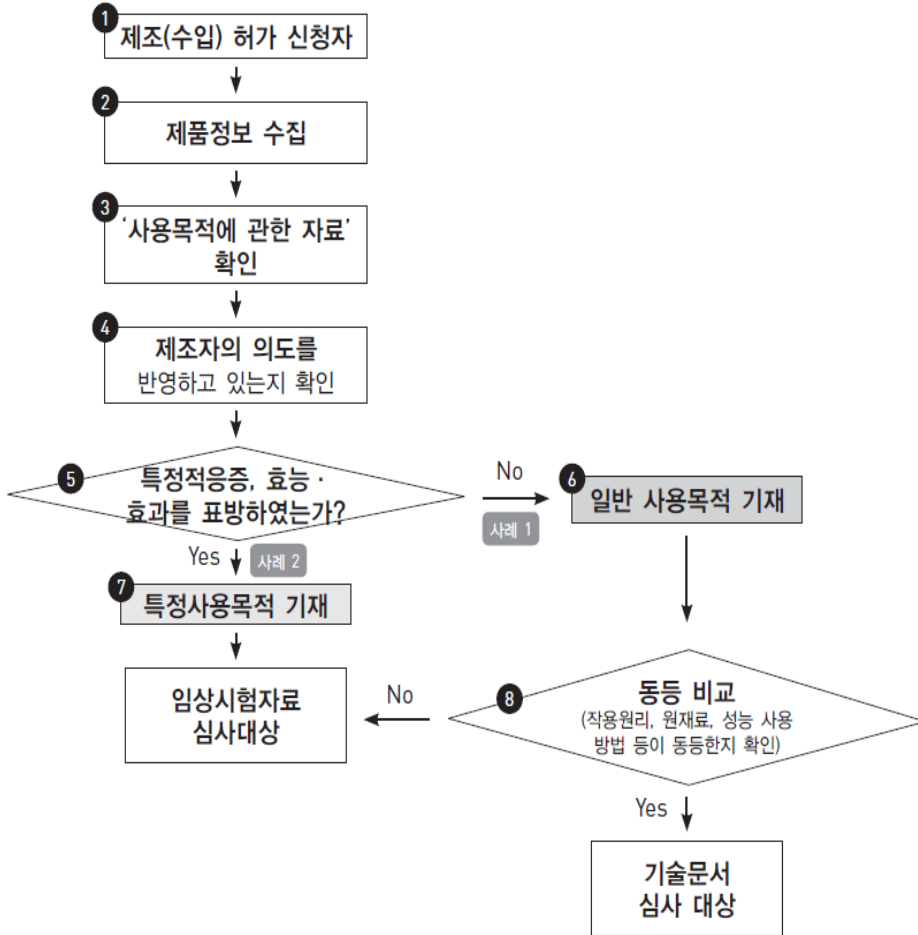 1
제조(수입) 허가 신청자
2
제품정보 수집
3
‘사용목적에 관한 자료’
확인
4
제조자의 의도를
반영하고 있는지 확인
5
특정적응증, 효능 ·
효과를 표방하였는가?
No
사례 1
6
일반 사용목적 기재
Yes
사례 2
7
특정사용목적 기재
임상시험자료
심사대상
No
8
동등 비교
(작용원리, 원재료, 성능 사용
방법 등이 동등한지 확인)
Yes
기술문서
심사 대상